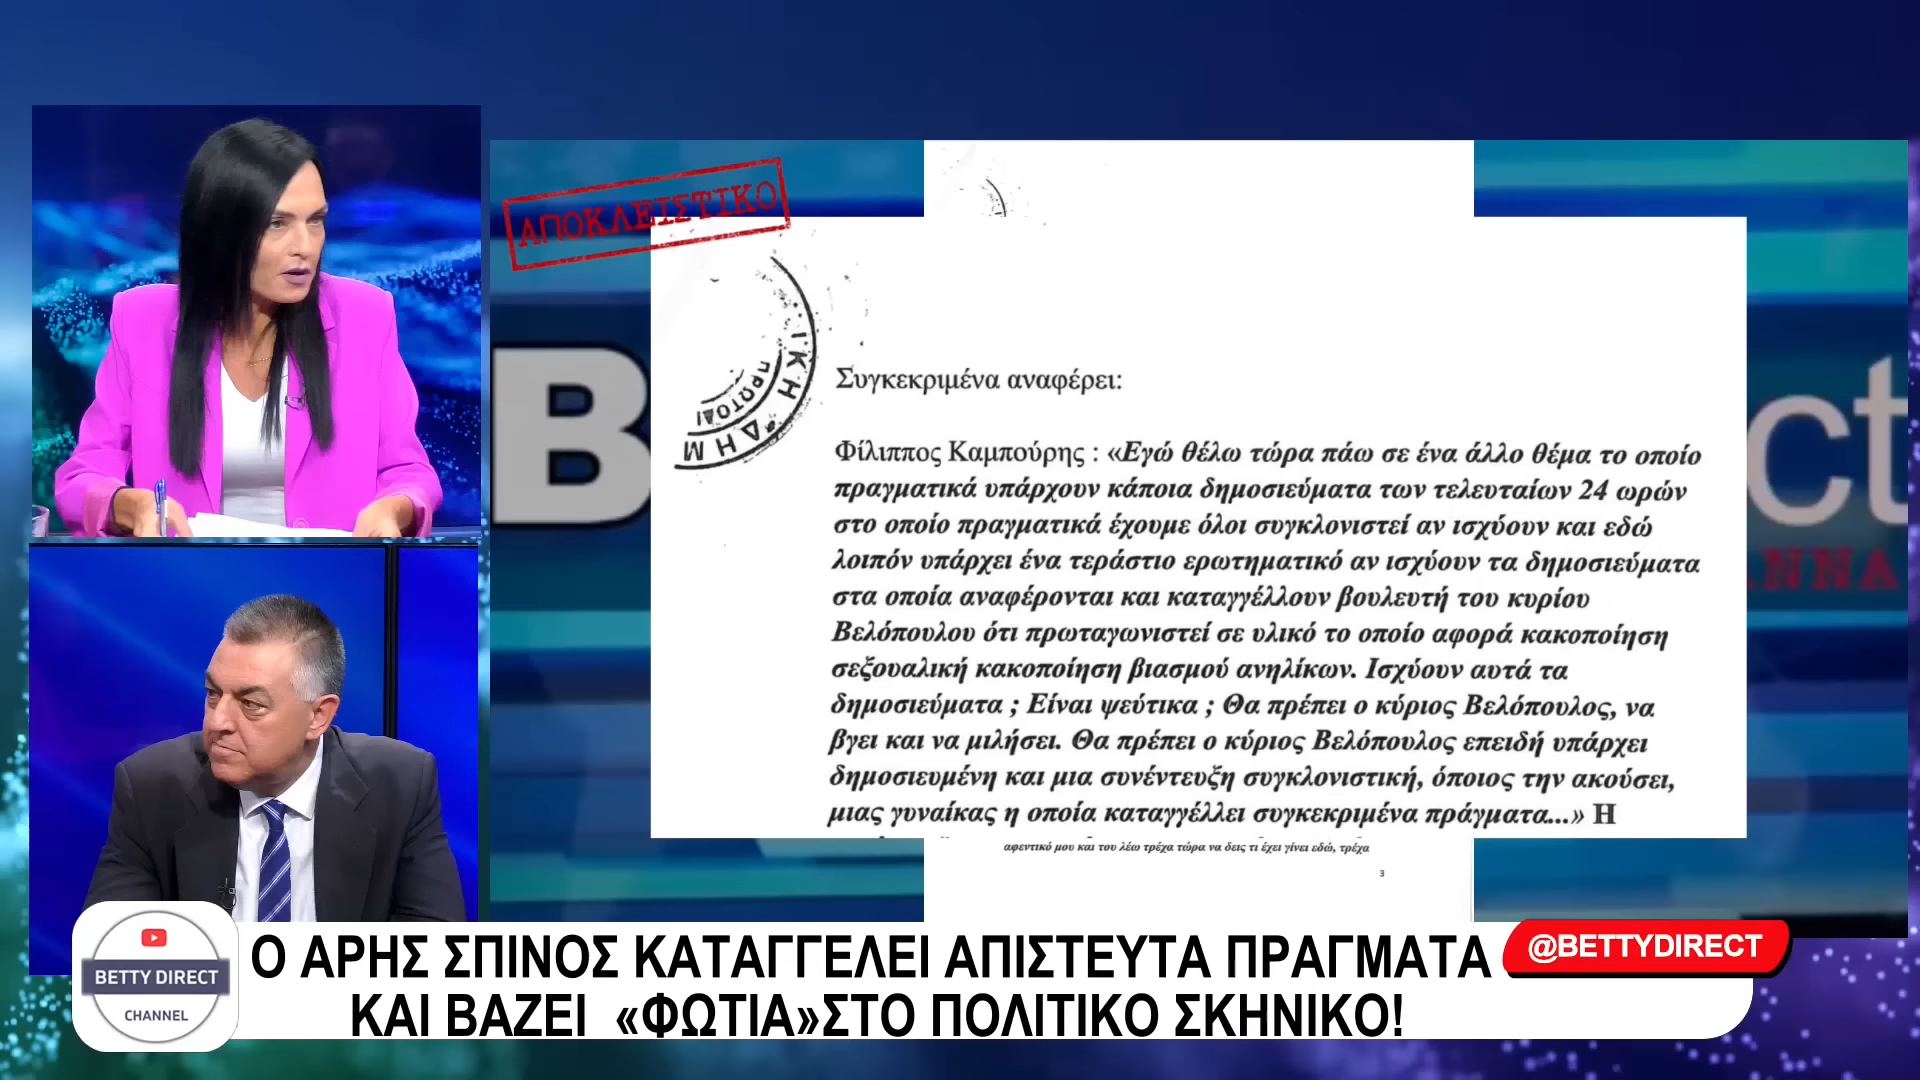 ΑΠΟΚΛΕΙΣΤΙΚΟ
ΙΚΗ ΔΗΜ
ΠΡΩΤΟΔΙ
Συγκεκριμένα αναφέρει:
Φίλιππος Καμπούρης : «Εγώ θέλω τώρα πάω σε ένα άλλο θέμα το οποίο
πραγματικά υπάρχουν κάποια δημοσιεύματα των τελευταίων 24 ωρών
στο οποίο πραγματικά έχουμε όλοι συγκλονιστεί αν ισχύουν και εδώ
λοιπόν υπάρχει ένα τεράστιο ερωτηματικό αν ισχύουν τα δημοσιεύματα
στα οποία αναφέρονται και καταγγέλλουν βουλευτή του κυρίου
Βελόπουλου ότι πρωταγωνιστεί σε υλικό το οποίο αφορά κακοποίηση
σεξουαλική κακοποίηση βιασμού ανηλίκων. Ισχύουν αυτά τα
δημοσιεύματα ; Είναι ψεύτικα ; Θα πρέπει ο κύριος Βελόπουλος, να
βγει και να μιλήσει. Θα πρέπει ο κύριος Βελόπουλος επειδή υπάρχει
δημοσιευμένη και μια συνέντευξη συγκλονιστική, όποιος την ακούσει,
μιας γυναίκας η οποία καταγγέλλει συγκεκριμένα πράγματα...» Η
αφεντικό μου και του λέω τρέχα τώρα να δεις τι έχει γίνει εδώ, τρέχα
3
B
ct
ΑΝΝΑ
BETTY DIRECT
CHANNEL
Ο ΑΡΗΣ ΣΠΙΝΟΣ ΚΑΤΑΓΓΕΛΕΙ ΑΠΙΣΤΕΥΤΑ ΠΡΑΓΜΑΤΑ
ΚΑΙ ΒΑΖΕΙ «ΦΩΤΙΑ»ΣΤΟ ΠΟΛΙΤΙΚΟ ΣΚΗΝΙΚΟ!
@BETTYDIRECT